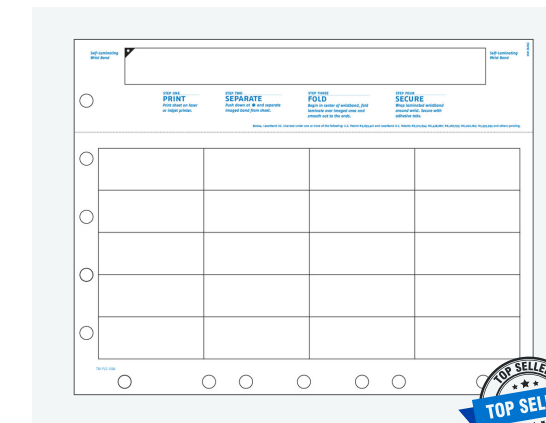 Self-Laminating
Wrist Band
Self-Laminating
Wrist Band
STEP ONE
PRINT
Print sheet on laser
or inkjet printer.
STEP TWO
SEPARATE
Push down at and separate
imaged band from sheet.
STEP THREE
FOLD
Begin in center of wristband, fold
laminate over imaged area and
smooth out to the ends.
STEP FOUR
SECURE
Wrap laminated wristband
around wrist. Secure with
adhesive tabs.
TOP SELLE
TOP SEL